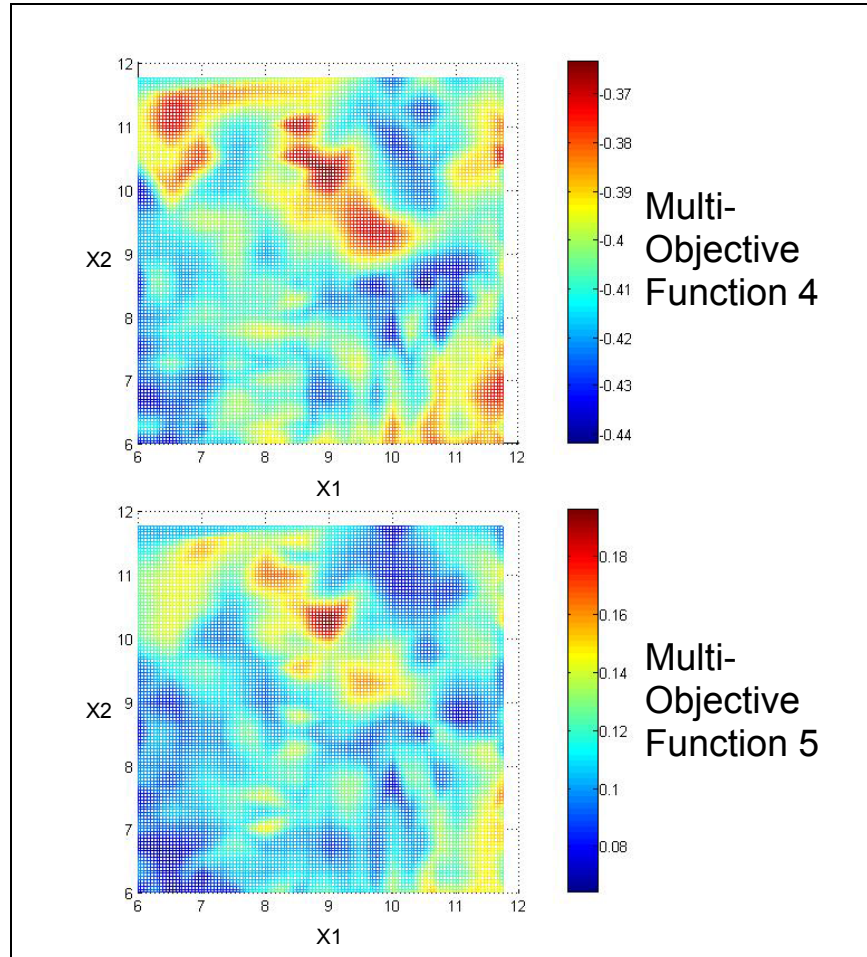 12
11
10
9
8
7
6
X2
6 7 8 9 10 11 12
X1
-0.37
-0.38
-0.39
-0.4
-0.41
-0.42
-0.43
-0.44
Multi-
Objective
Function 4
12
11
10
9
8
7
6
X2
6 7 8 9 10 11 12
X1
0.18
0.16
0.14
0.12
0.1
0.08
Multi-
Objective
Function 5